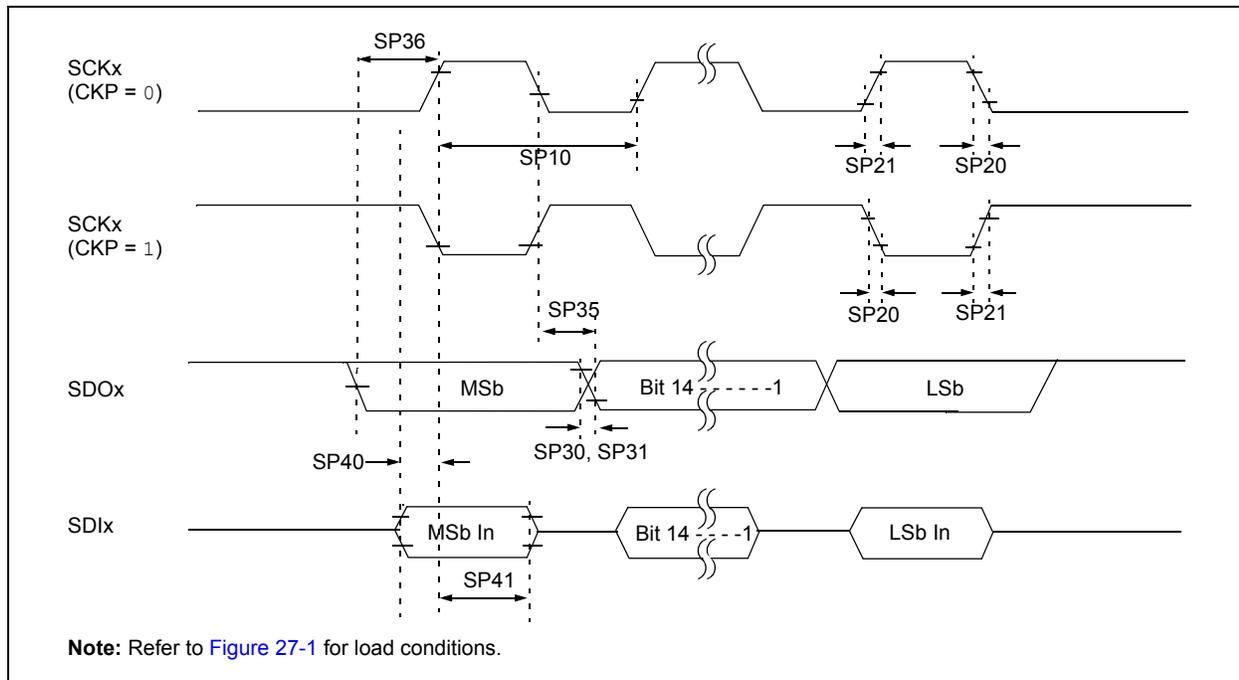 SP36
SCKx
(CKP = 0)
SP10
SP21
SP20
SCKx
(CKP = 1)
SP35
SP20
SP21
SDOx
MSb
Bit 14 - - - - - -1
LSb
SP30, SP31
SP40
SDIx
MSb In
Bit 14 - - - -1
LSb In
SP41
Note: Refer to Figure 27-1 for load conditions.